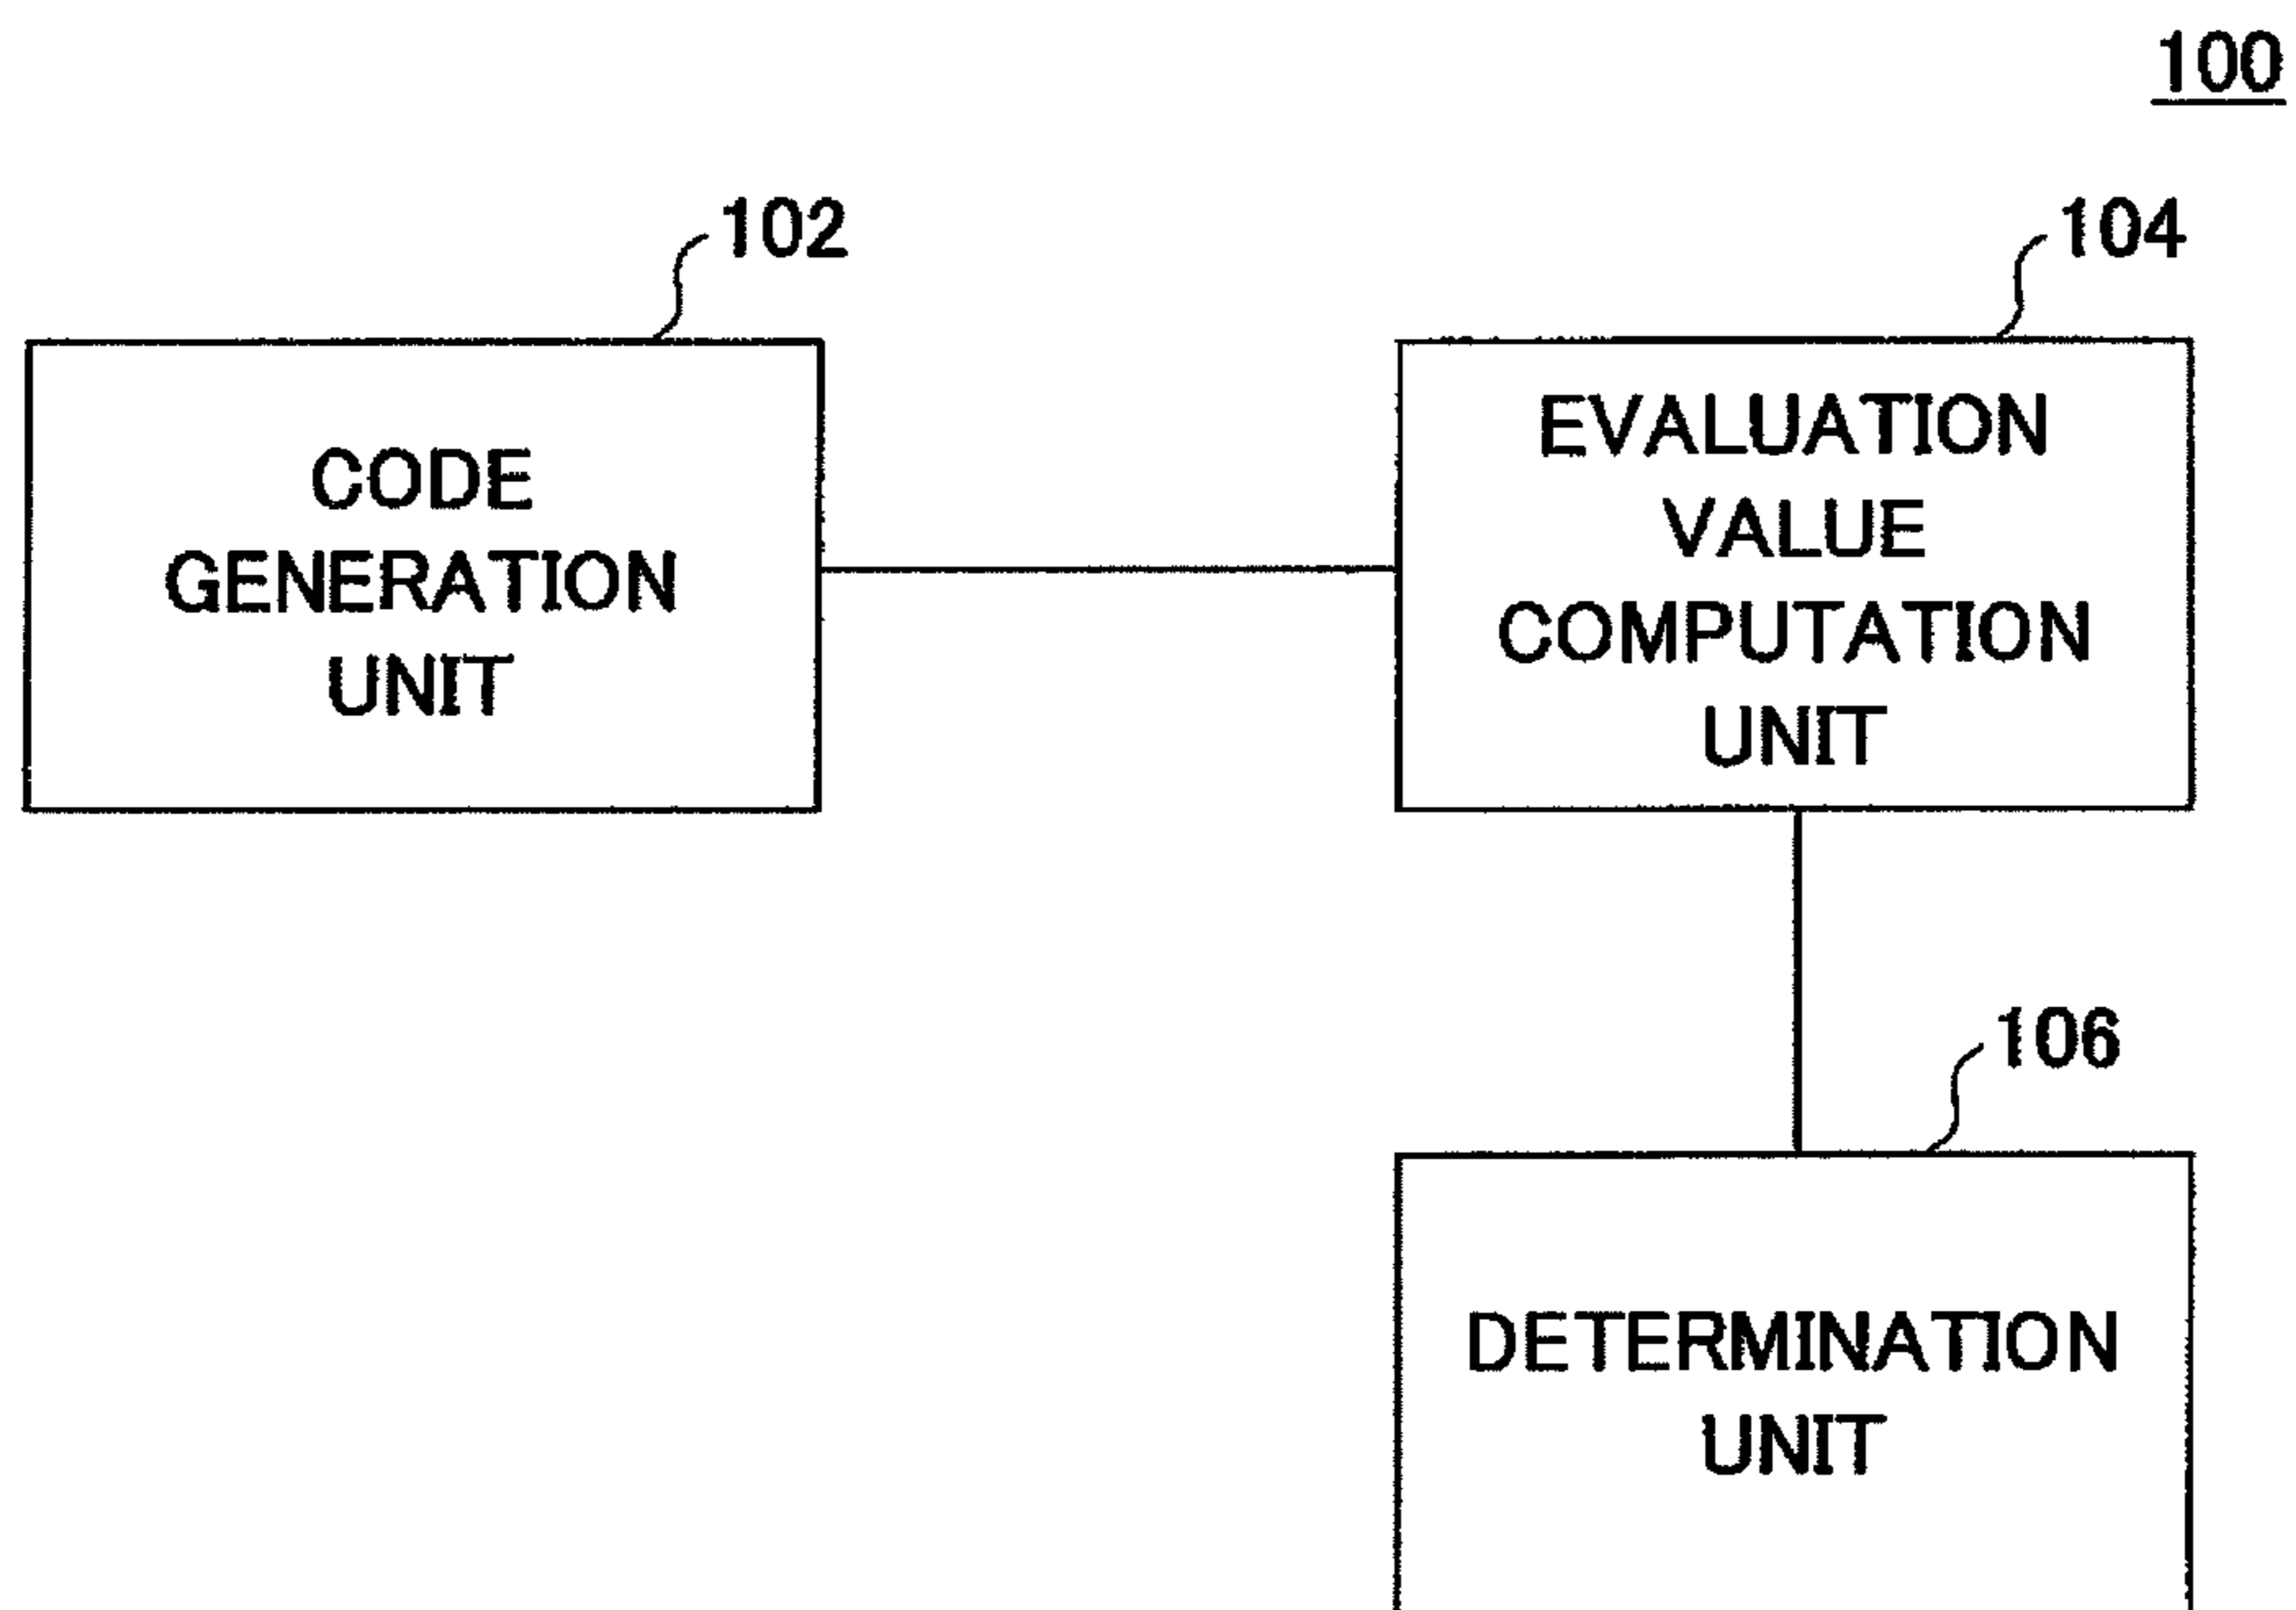 100
102
104
CODE
GENERATION
UNIT
EVALUATION
VALUE
COMPUTATION
UNIT
106
DETERMINATION
UNIT